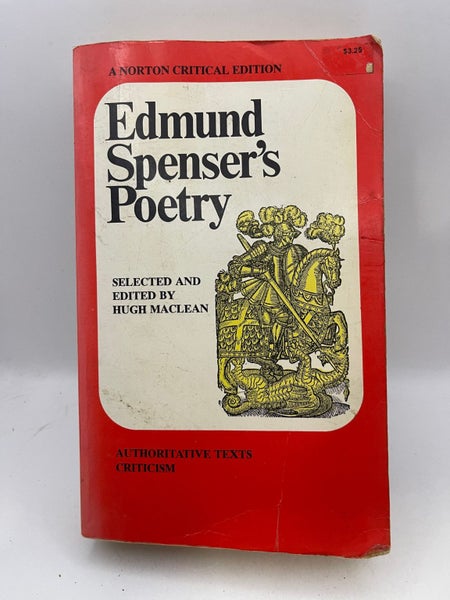 $3.25
A NORTON CRITICAL EDITION
Edmund
Spenser's
Poetry
SELECTED AND
EDITED BY
HUGH MACLEAN
AUTHORITATIVE TEXTS
CRITICISM